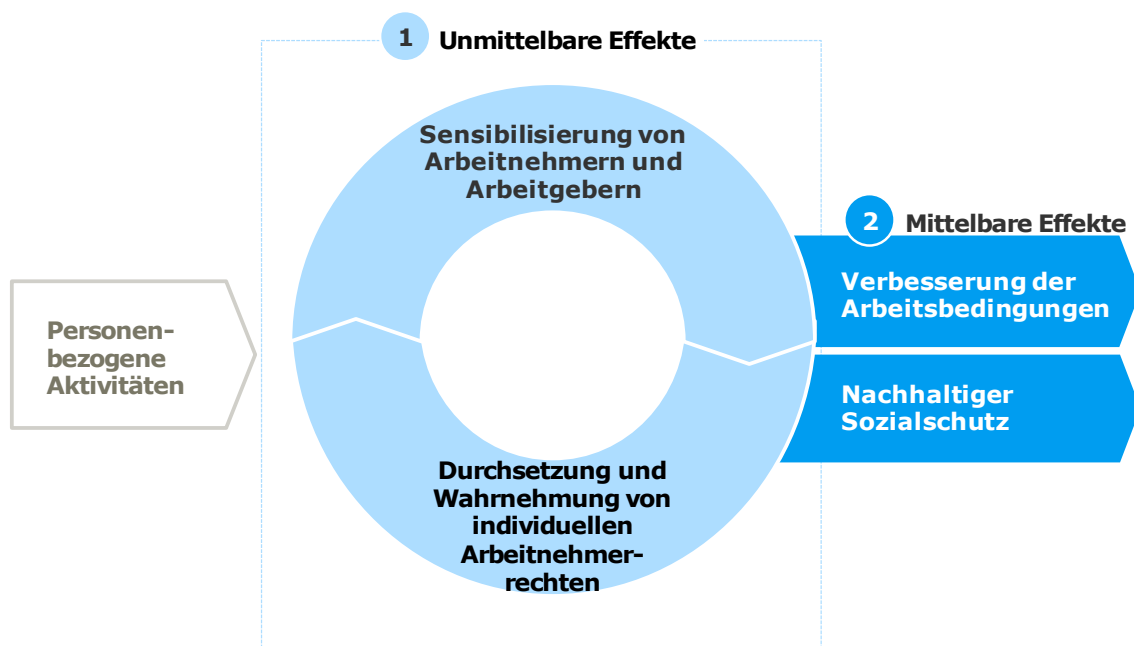 1 Unmittelbare Effekte
Sensibilisierung von
Arbeitnehmern und
Arbeitgebern
2 Mittelbare Effekte
Verbesserung der
Arbeitsbedingungen
Personen-
bezogene
Aktivitäten
Nachhaltiger
Sozialschutz
Durchsetzung und
Wahrnehmung von
individuellen
Arbeitnehmer-
rechten